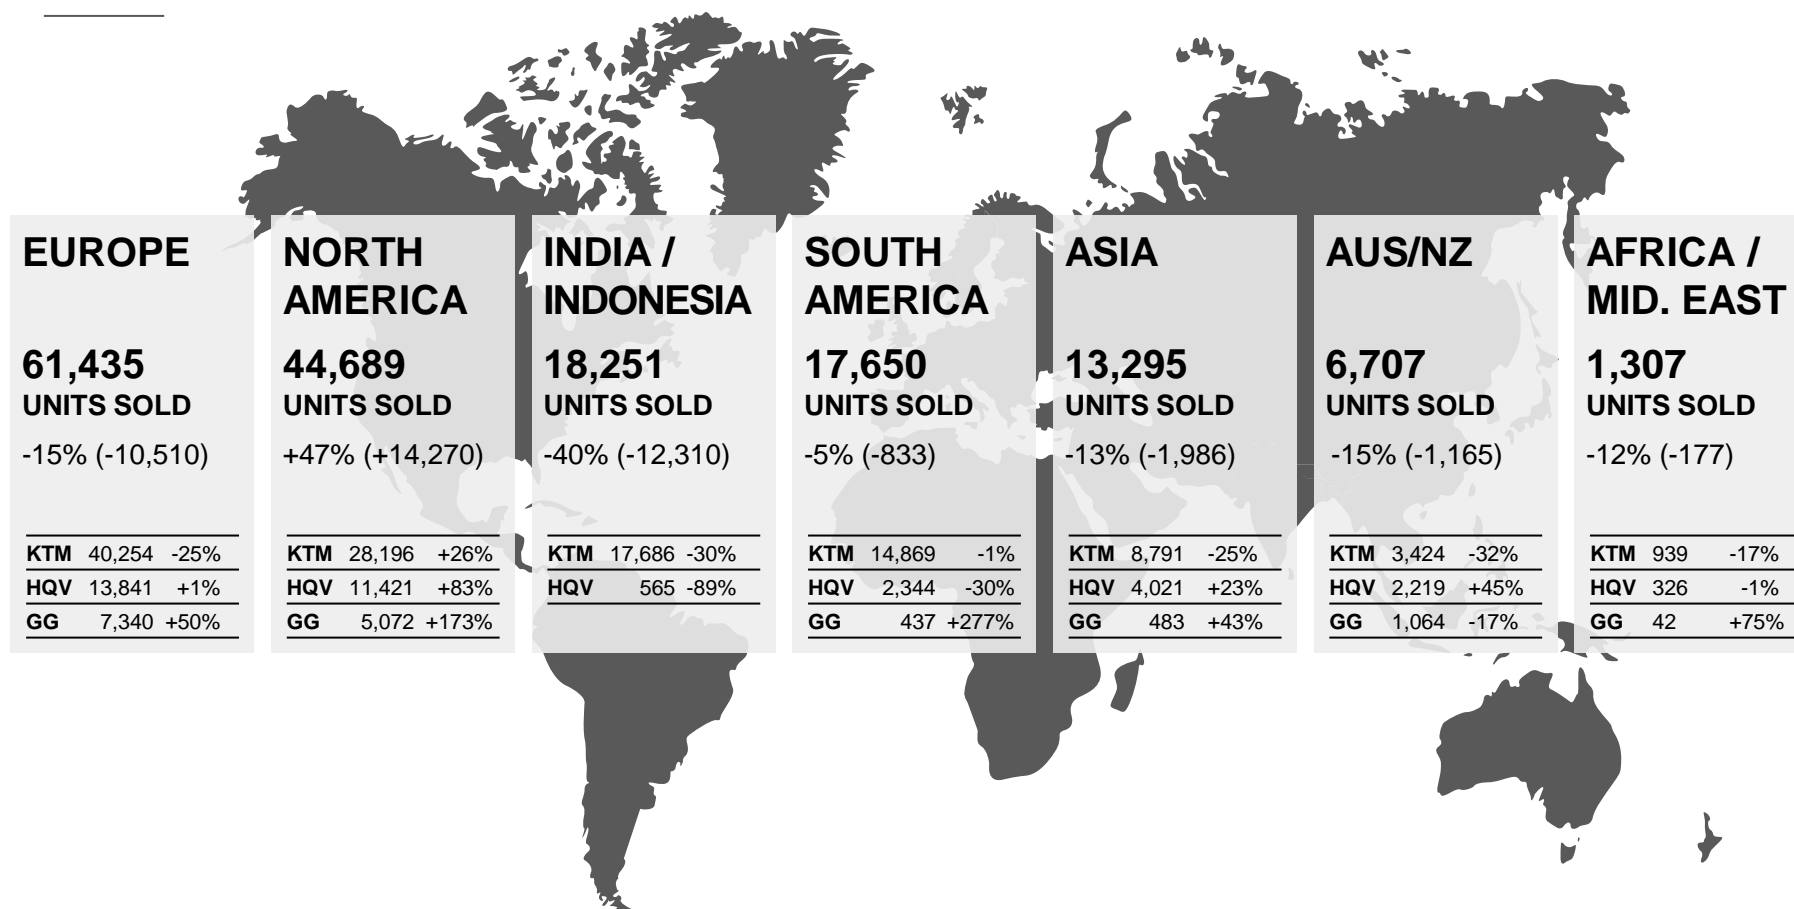 EUROPE
61,435
UNITS SOLD
-15% (-10,510)
KTM 40,254 -25%
HQV 13,841 +1%
GG 7,340 +50%
NORTH
AMERICA
44,689
UNITS SOLD
+47% (+14,270)
KTM 28,196 +26%
HQV 11,421 +83%
GG 5,072 +173%
INDIA /
INDONESIA
18,251
UNITS SOLD
-40% (-12,310)
KTM 17,686 -30%
HQV 565 -89%
SOUTH
AMERICA
17,650
UNITS SOLD
-5% (-833)
KTM 14,869 -1%
HQV 2,344 -30%
GG 437 +277%
ASIA
13,295
UNITS SOLD
-13% (-1,986)
KTM 8,791 -25%
HQV 4,021 +23%
GG 483 +43%
AUS/NZ
6,707
UNITS SOLD
-15% (-1,165)
KTM 3,424 -32%
HQV 2,219 +45%
GG 1,064 -17%
AFRICA /
MID. EAST
1,307
UNITS SOLD
-12% (-177)
KTM 939 -17%
HQV 326 -1%
GG 42 +75%